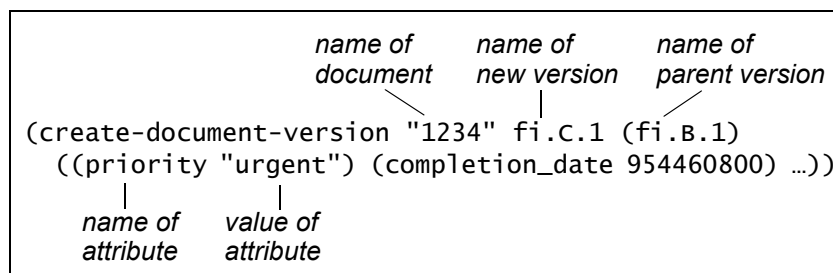 name of name of name of
document new version parent version
(create-document-version "1234" fi.C.1 (fi.B.1)
((priority "urgent") (completion_date 954460800) …))
name of value of
attribute attribute